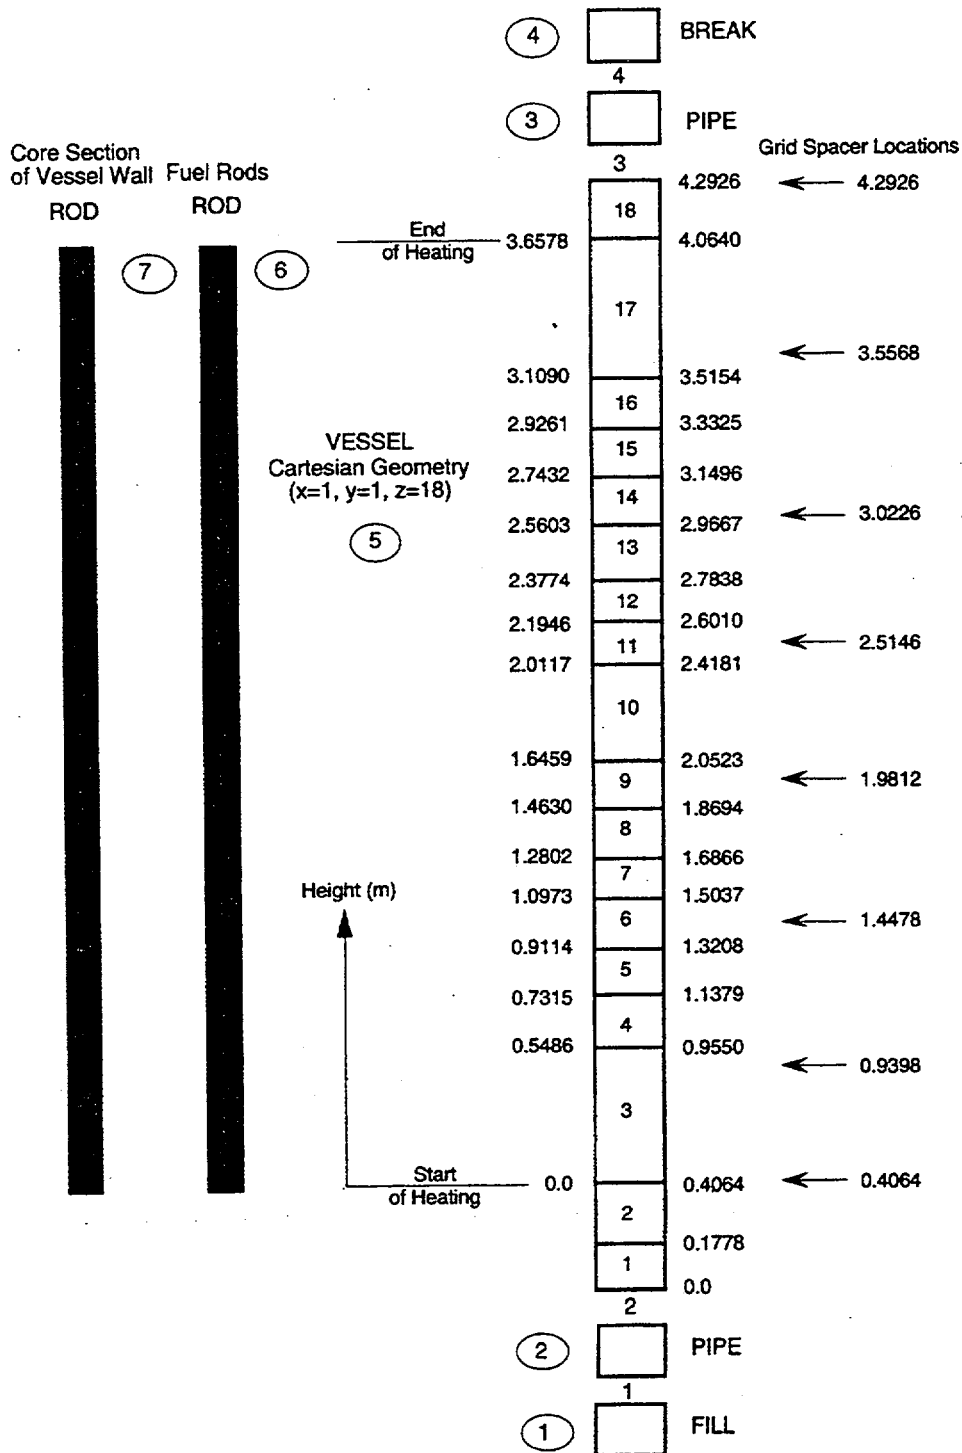 4 BREAK
4
3 PIPE
Grid Spacer Locations
3
Core Section
of Vessel Wall Fuel Rods
ROD ROD
4.2926 4.2926
18
End
of Heating 3.6578 4.0640
7 6
17
3.5568
3.1090 3.5154
16
2.9261 3.3325
VESSEL
15
Cartesian Geometry
2.7432 3.1496
(x=1, y=1, z=18)
14
3.0226
2.5603 2.9667
5
13
2.3774 2.7838
12
2.1946 2.6010
11 2.5146
2.0117 2.4181
10
1.6459 2.0523
9 1.9812
1.4630 1.8694
8
1.2802 1.6866
7
Height (m) 1.0973 1.5037
6 1.4478
0.9114 1.3208
5
0.7315 1.1379
4
0.5486 0.9550
0.9398
3
Start
of Heating 0.0 0.4064 0.4064
2
0.1778
1
0.0
2
2 PIPE
1
1 FILL